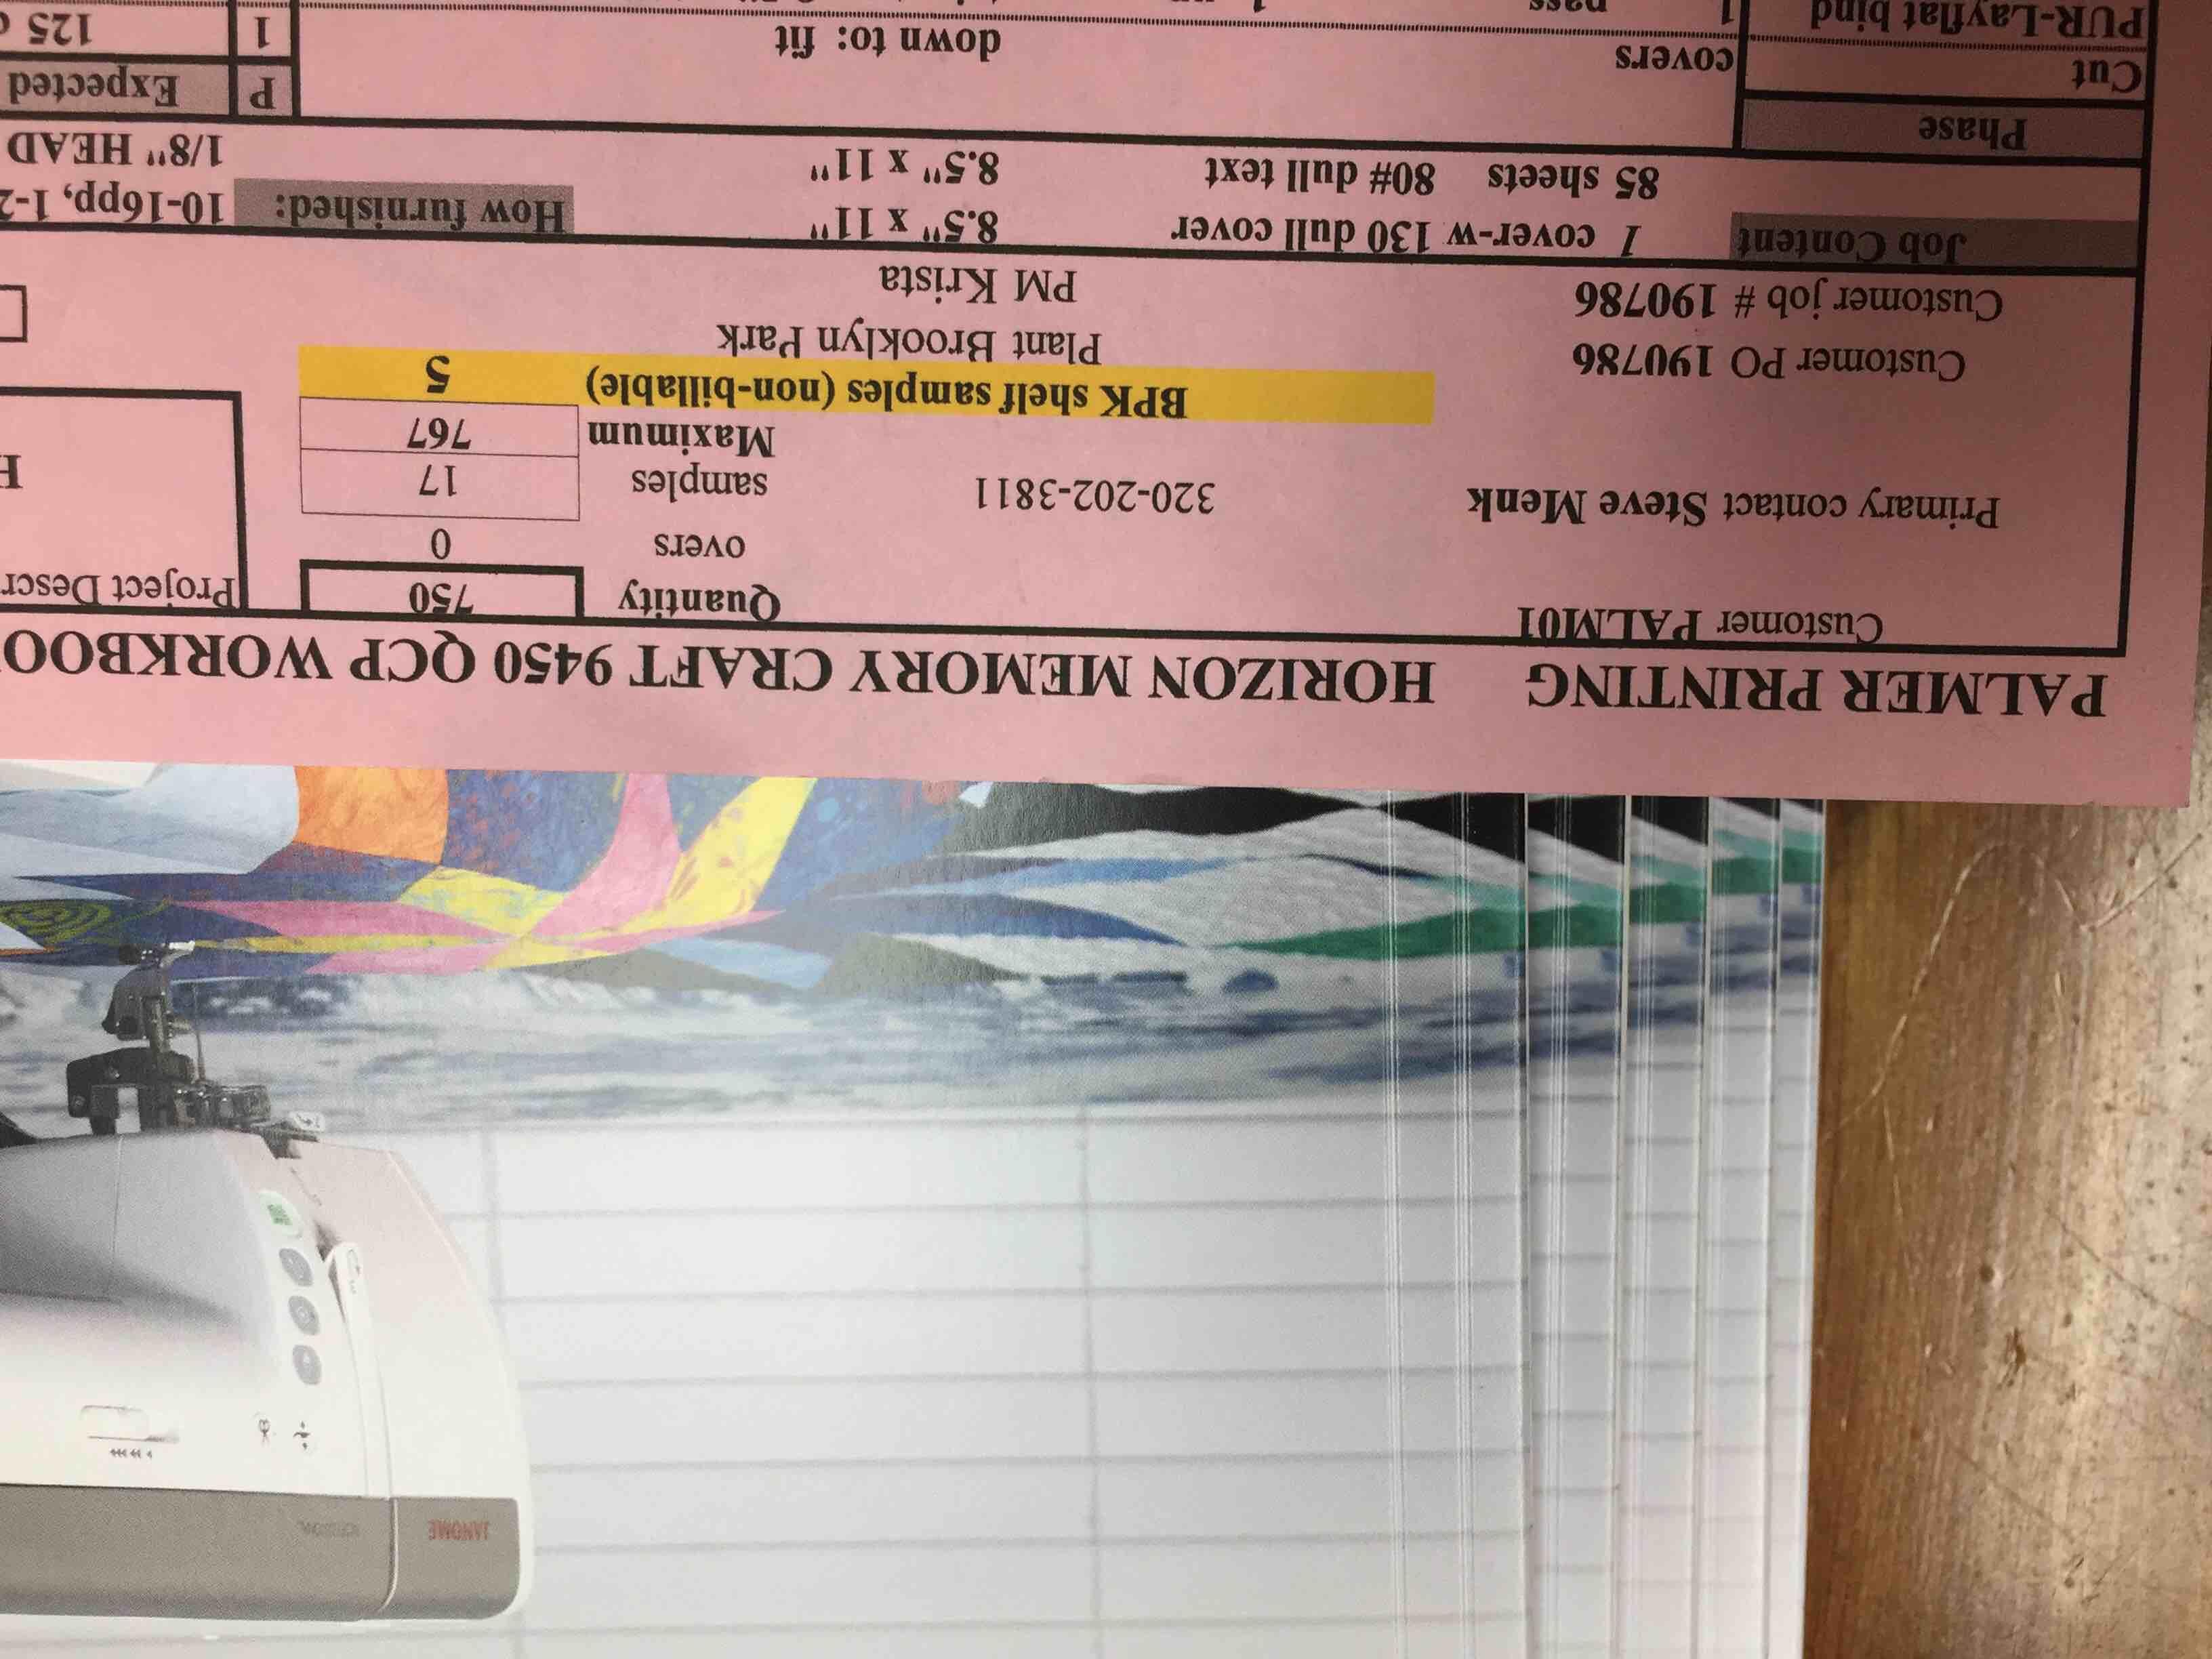 PALMER PRINTING HORIZON MEMORY CRAFT 9450 QCP WORKBOO
Customer PALM01 Quantity 750 Project Descr
overs 0
Primary contact Steve Menk 320-202-3811 samples 17
Maximum 767
BPK shelf samples (non-billable) 5
Customer PO 190786 Plant Brooklyn Park
Customer job # 190786 PM Krista
Job Content 1 cover-w 130 dull cover 8.5" x 11" How furnished: 10-16pp, 1-2
85 sheets 80# dull text 8.5" x 11" 1/8" HEAD
Phase P Expected
Cut covers down to: fit 1 125
PUR-Layflat bind pass 1
JANOME
HORIZON